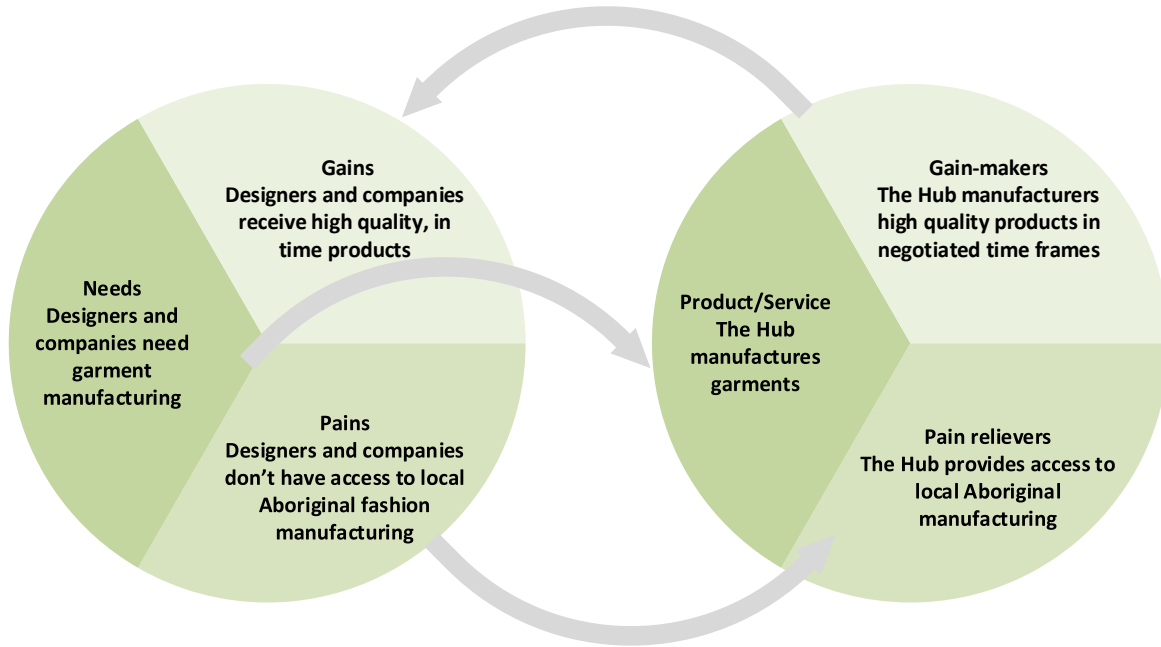 Gains
Designers and companies
receive high quality, in
time products
Needs
Designers and
companies need
garment
manufacturing
Pains
Designers and companies
don’t have access to local
Aboriginal fashion
manufacturing
Gain-makers
The Hub manufacturers
high quality products in
negotiated time frames
Product/Service
The Hub
manufactures
garments
Pain relievers
The Hub provides access to
local Aboriginal
manufacturing